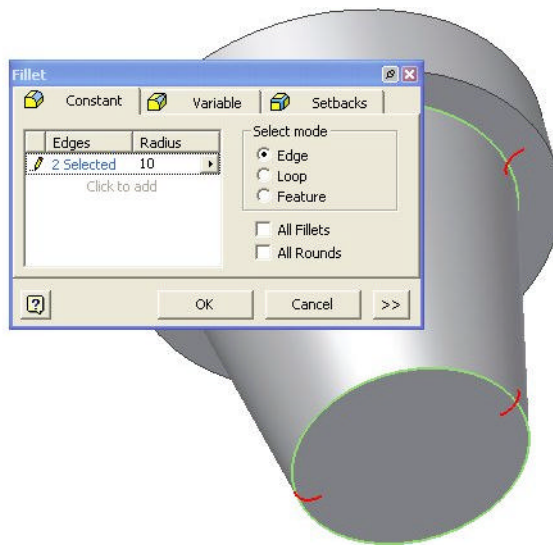 Fillet
Constant Variable Setbacks
Edges Radius
2 Selected 10
Click to add
Select mode
Edge
Loop
Feature
All Fillets
All Rounds
? OK Cancel >>